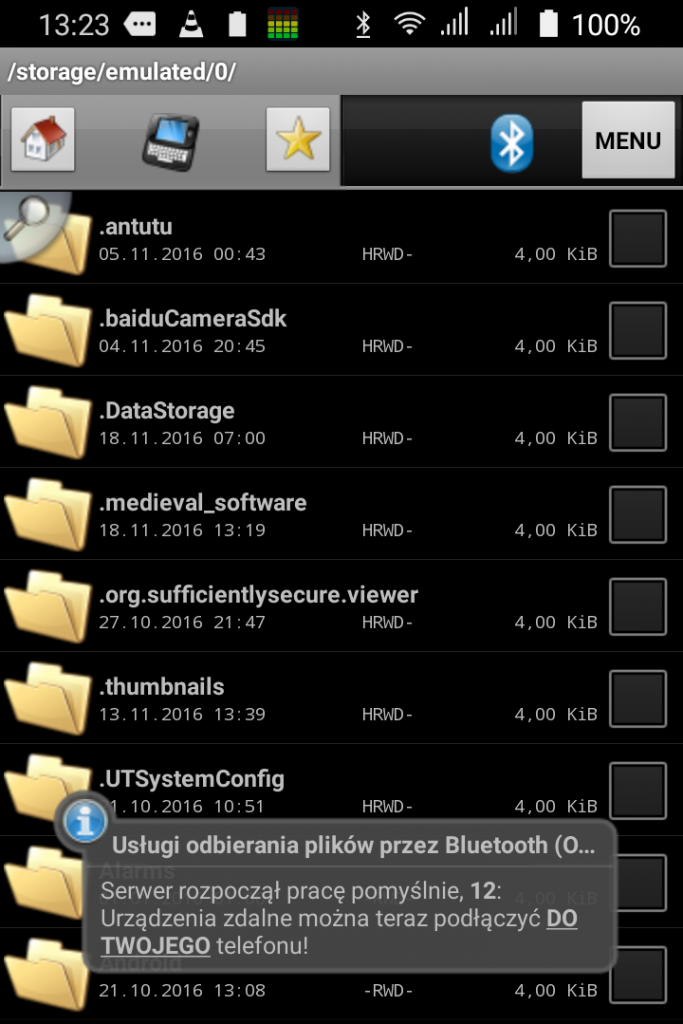 13:23 100%
/storage/emulated/0/
MENU
.antutu
05.11.2016 00:43 HRWD- 4,00 KiB
.baiduCameraSdk
04.11.2016 20:45 HRWD- 4,00 KiB
.DataStorage
18.11.2016 07:00 HRWD- 4,00 KiB
.medieval_software
18.11.2016 13:19 HRWD- 4,00 KiB
.org.sufficientlysecure.viewer
27.10.2016 21:47 HRWD- 4,00 KiB
.thumbnails
13.11.2016 13:39 HRWD- 4,00 KiB
.UTSystemConfig
1.10.2016 10:51 HRWD- 4,00 KiB
Usługi odbierania plików przez Bluetooth (O...
Alarms
4,00 KiB
Serwer rozpoczął pracę pomyślnie, 12:
Urządzenia zdalne można teraz podłączyć DO
TWOJEGO telefonu!
Android
21.10.2016 13:08 -RWD- 4,00 KiB